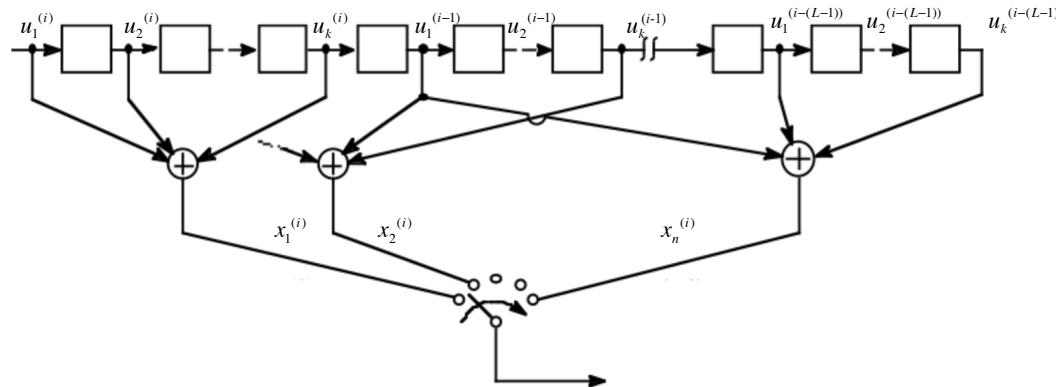 u₁⁽ⁱ⁾ u₂⁽ⁱ⁾ uₖ⁽ⁱ⁾ u₁⁽ⁱ⁻¹⁾ u₂⁽ⁱ⁻¹⁾ uₖ⁽ⁱ⁻¹⁾ u₁⁽ⁱ⁻⁽ᴸ⁻¹⁾⁾ u₂⁽ⁱ⁻⁽ᴸ⁻¹⁾⁾ uₖ⁽ⁱ⁻⁽ᴸ⁻¹⁾⁾
+ + +
x₁⁽ⁱ⁾ x₂⁽ⁱ⁾ xₙ⁽ⁱ⁾